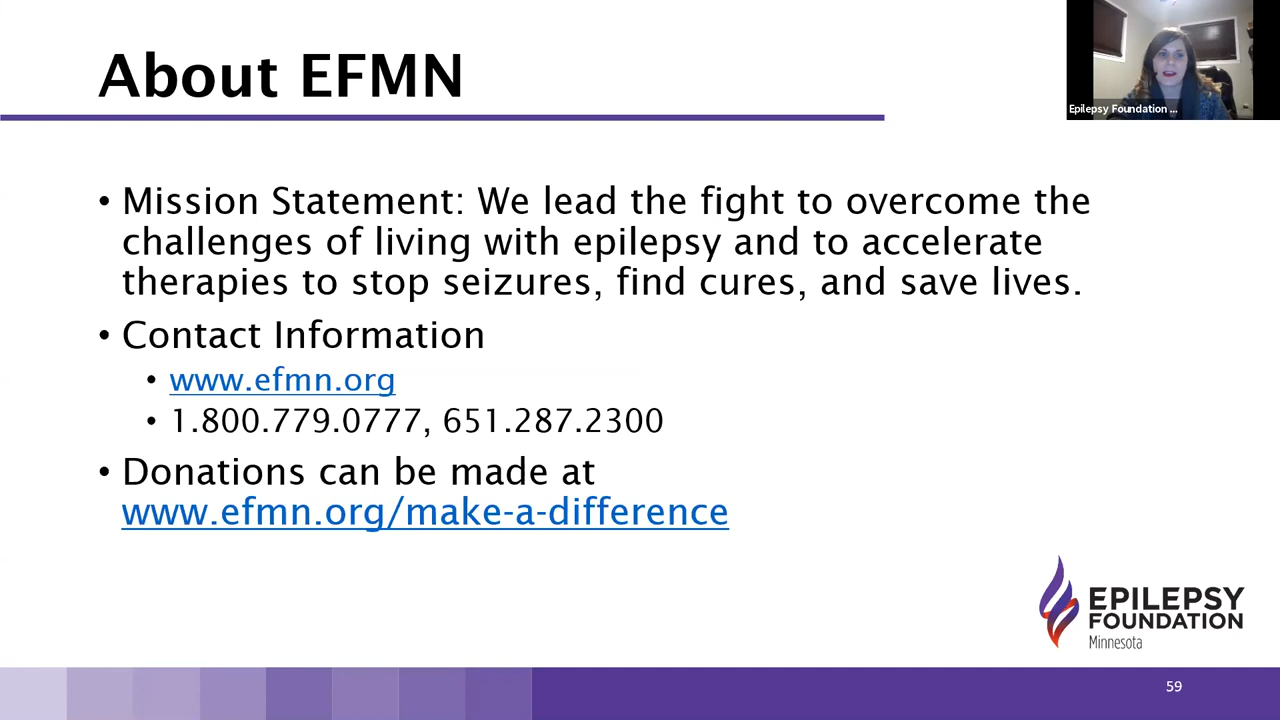 About EFMN
Epilepsy Foundation ...
• Mission Statement: We lead the fight to overcome the
challenges of living with epilepsy and to accelerate
therapies to stop seizures, find cures, and save lives.
• Contact Information
• www.efmn.org
• 1.800.779.0777, 651.287.2300
• Donations can be made at
www.efmn.org/make-a-difference
EPILEPSY
FOUNDATION
Minnesota
59